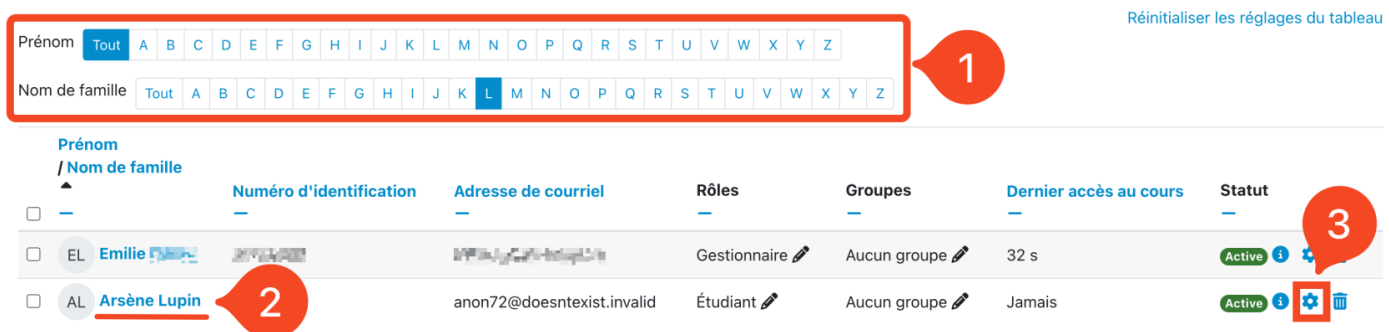 Réinitialiser les réglages du tableau
Prénom Tout A B C D E F G H I J K L M N O P Q R S T U V W X Y Z
1
Nom de famille Tout A B C D E F G H I J K L M N O P Q R S T U V W X Y Z
Prénom
/ Nom de famille
Numéro d'identification Adresse de courriel Rôles Groupes Dernier accès au cours Statut
3
EL Emilie Gestionnaire Aucun groupe 32 s Active
AL Arsène Lupin 2 anon72@doesntexist.invalid Étudiant Aucun groupe Jamais Active